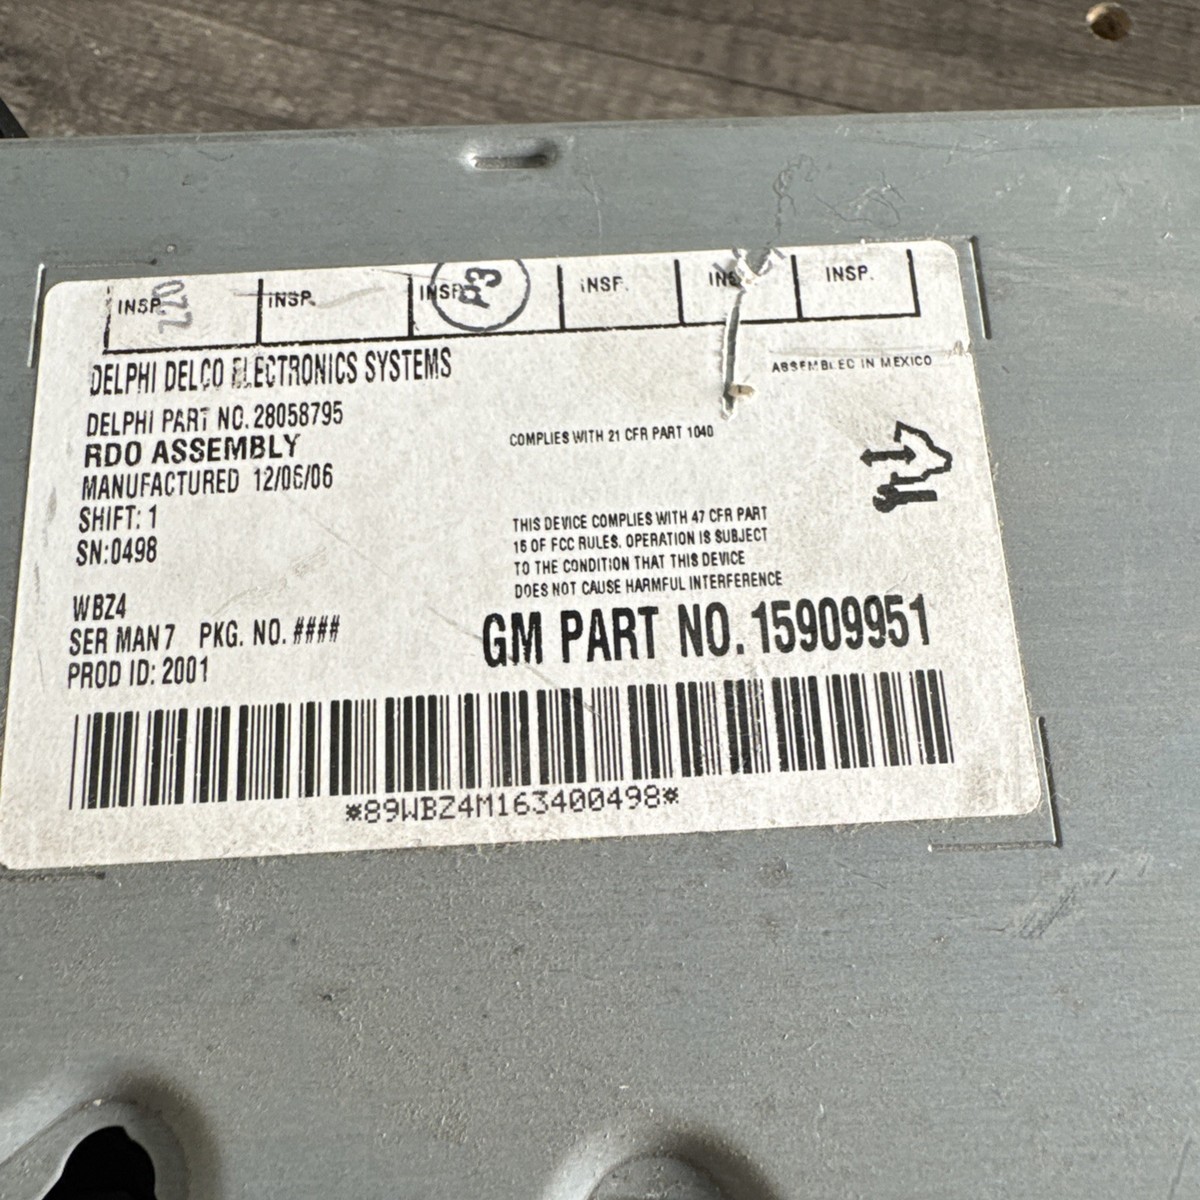 INSP. INSP. INSP. INSP. INSP.
077
P3
DELPHI DELCO ELECTRONICS SYSTEMS
ASSEMBLED IN MEXICO
DELPHI PART NO. 28058795
RDO ASSEMBLY
COMPLIES WITH 21 CFR PART 1040
MANUFACTURED 12/06/06
SHIFT: 1
SN:0498
THIS DEVICE COMPLIES WITH 47 CFR PART
15 OF FCC RULES. OPERATION IS SUBJECT
TO THE CONDITION THAT THIS DEVICE
DOES NOT CAUSE HARMFUL INTERFERENCE
WBZ4
SER MAN 7 PKG. NO. ####
PROD ID: 2001
GM PART NO. 15909951
*89WBZ4M163400498*